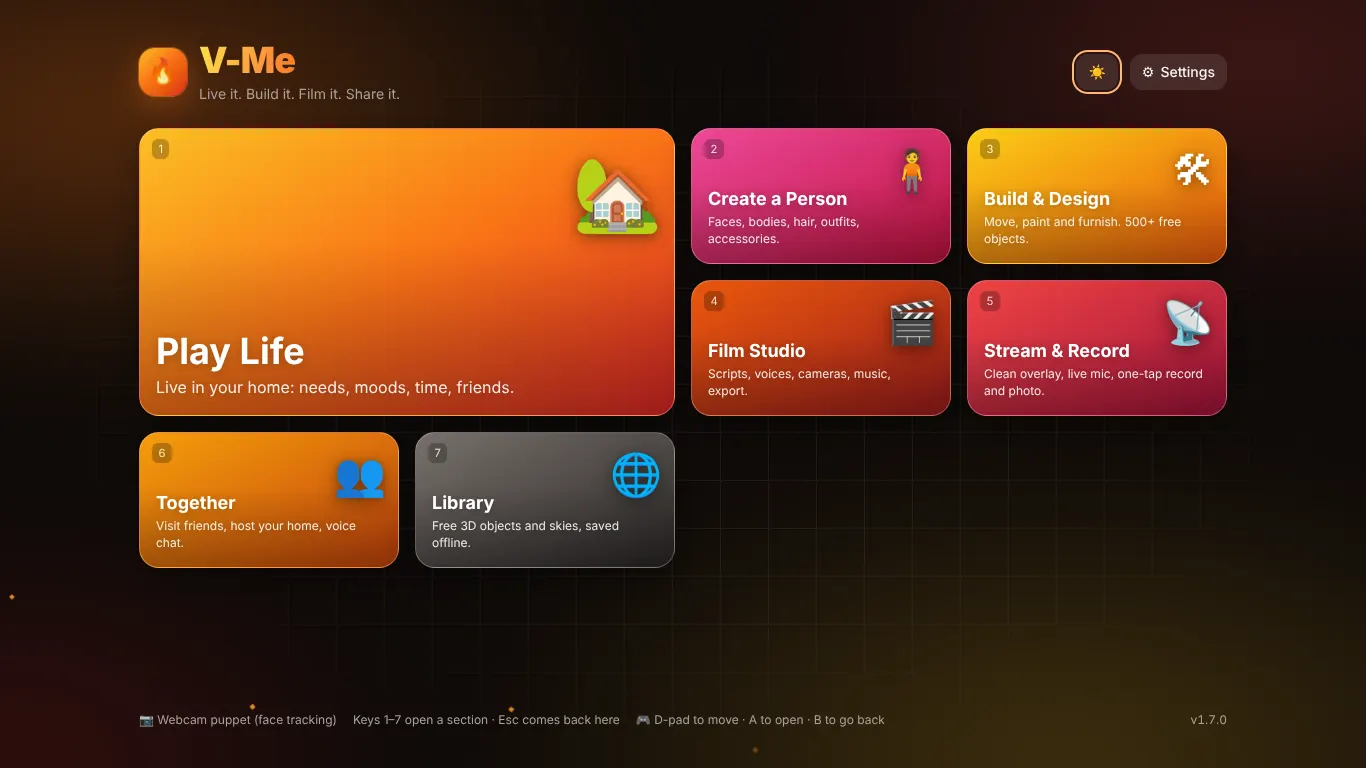 V-Me
Live it. Build it. Film it. Share it.
⚙ Settings
1
Play Life
Live in your home: needs, moods, time, friends.
2
Create a Person
Faces, bodies, hair, outfits,
accessories.
3
Build & Design
Move, paint and furnish. 500+ free
objects.
4
Film Studio
Scripts, voices, cameras, music,
export.
5
Stream & Record
Clean overlay, live mic, one-tap record
and photo.
6
Together
Visit friends, host your home, voice
chat.
7
Library
Free 3D objects and skies, saved
offline.
📷 Webcam puppet (face tracking) Keys 1–7 open a section · Esc comes back here 🎮 D-pad to move · A to open · B to go back
v1.7.0